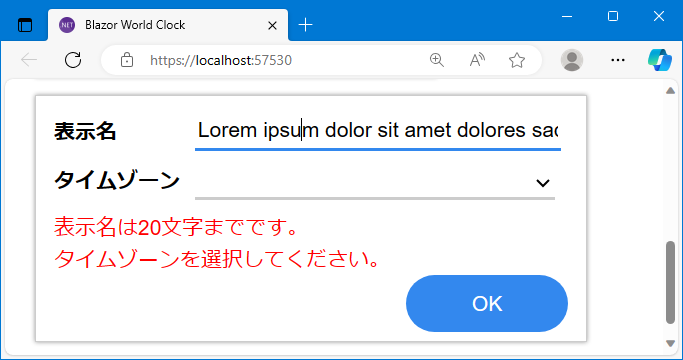 NET
Blazor World Clock
https://localhost:57530
表示名
Lorem ipsum dolor sit amet dolores sac
タイムゾーン
表示名は20文字までです。
タイムゾーンを選択してください。
OK